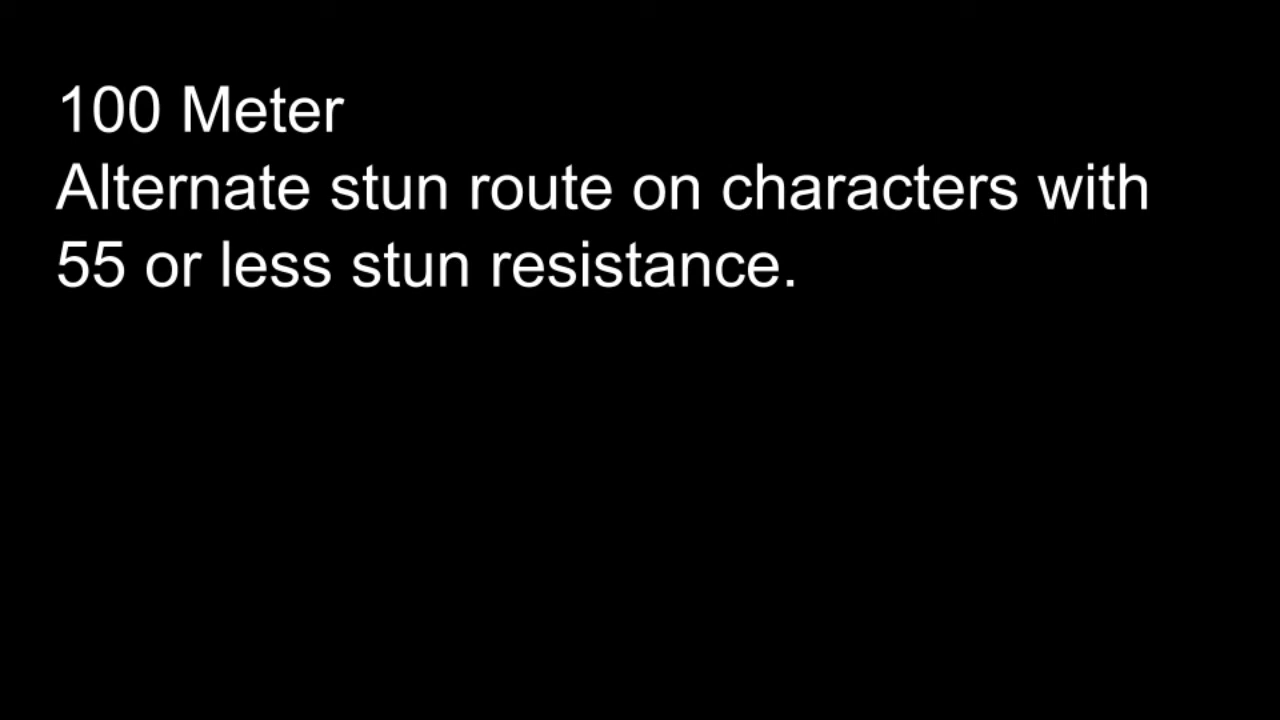 100 Meter
Alternate stun route on characters with
55 or less stun resistance.